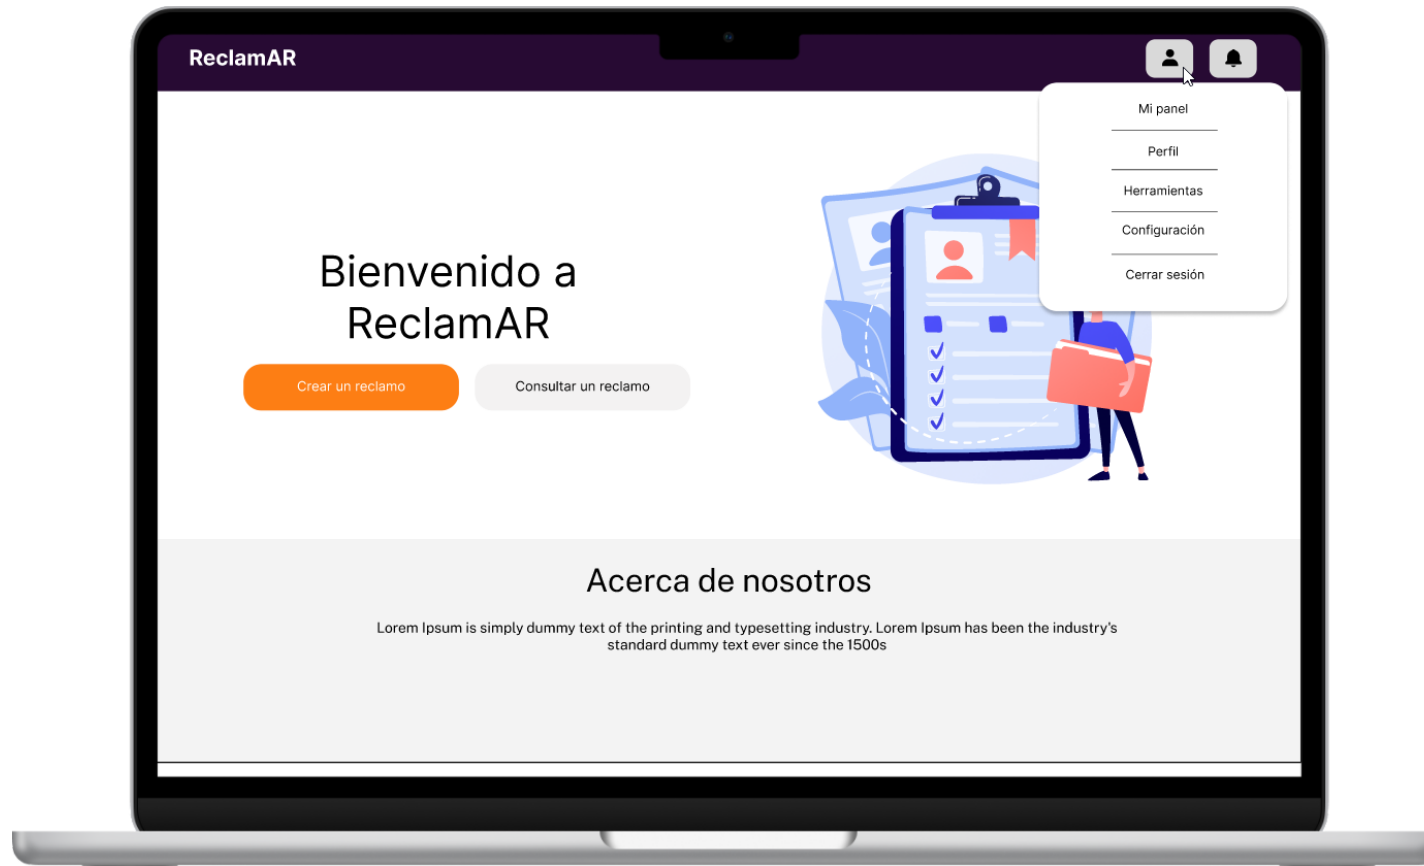 ReclamAR
Mi panel
Perfil
Herramientas
Configuración
Cerrar sesión
Bienvenido a
ReclamAR
Crear un reclamo
Consultar un reclamo
Acerca de nosotros
Lorem Ipsum is simply dummy text of the printing and typesetting industry. Lorem Ipsum has been the industry's
standard dummy text ever since the 1500s